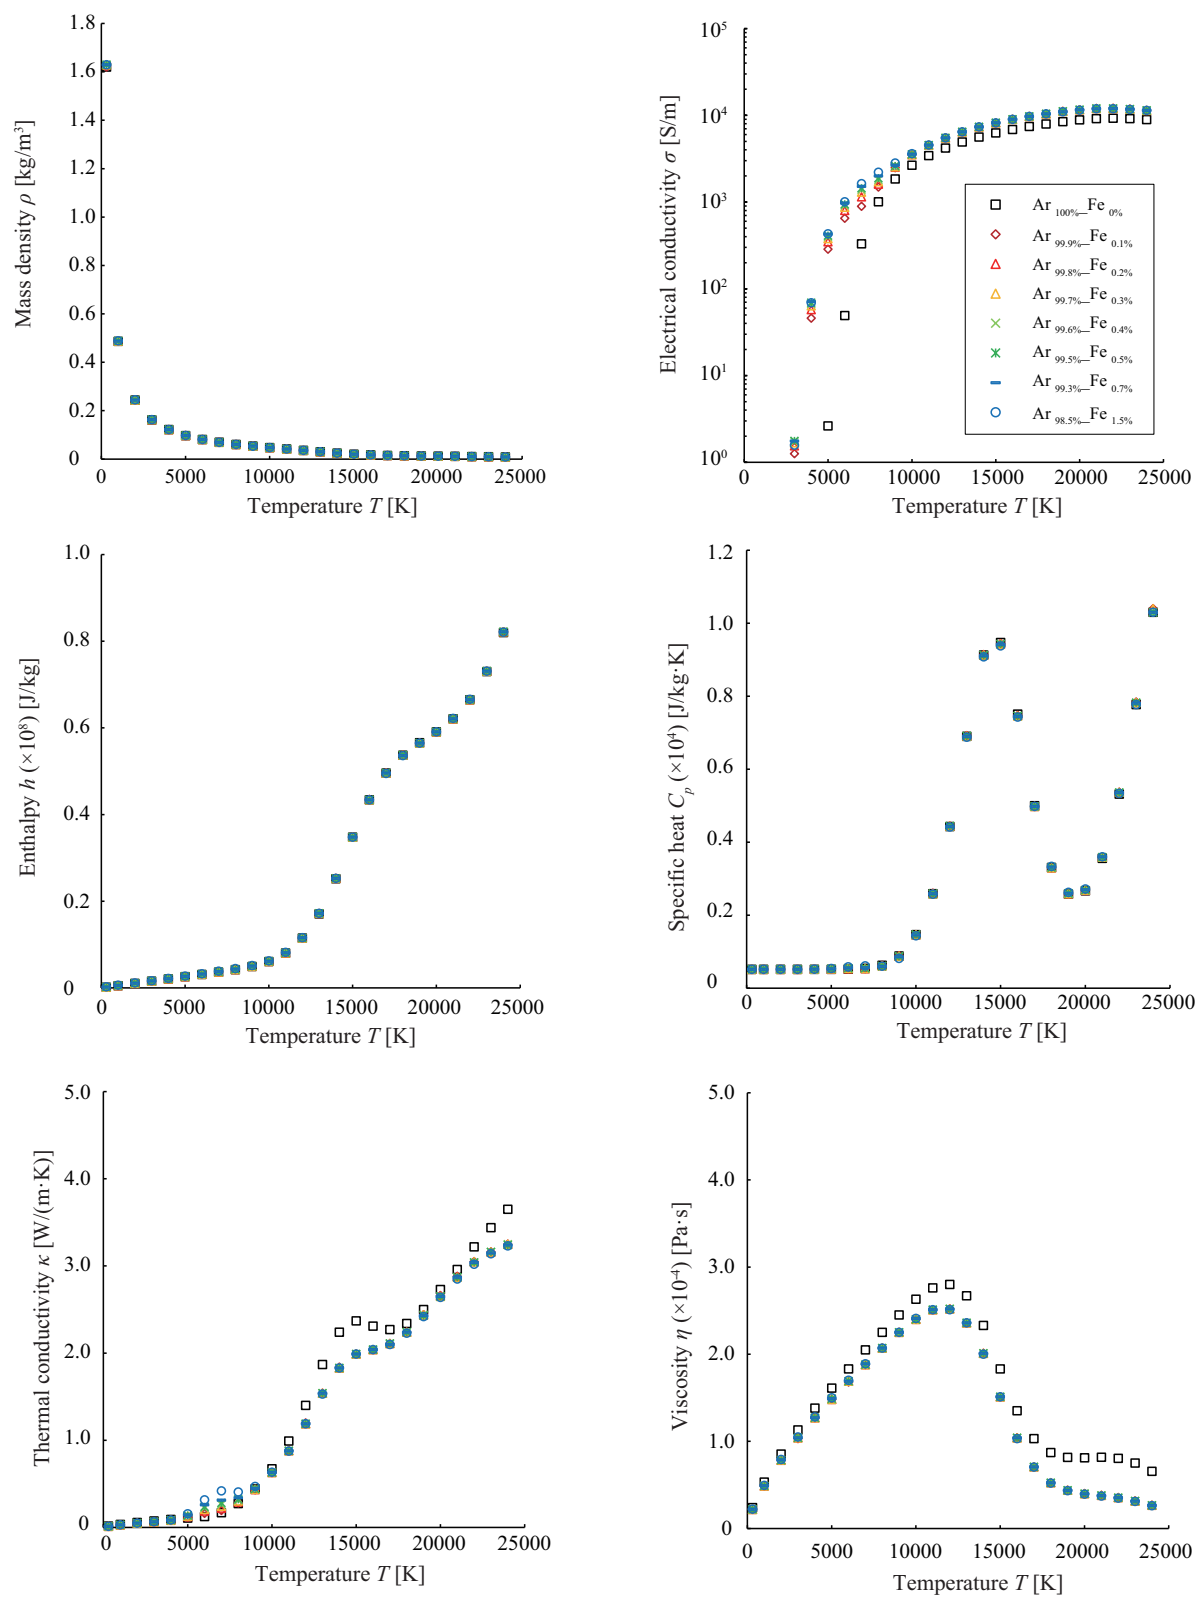 1.8
1.6
1.4
1.2
1.0
0.8
0.6
0.4
0.2
0
0 5000 10000 15000 20000 25000
Mass density ρ [kg/m³]
Temperature T [K]
10⁵
10⁴
10³
10²
10¹
10⁰
0 5000 10000 15000 20000 25000
Electrical conductivity σ [S/m]
Temperature T [K]
Ar 100%–Fe 0%
Ar 99.9%–Fe 0.1%
Ar 99.8%–Fe 0.2%
Ar 99.7%–Fe 0.3%
Ar 99.6%–Fe 0.4%
Ar 99.5%–Fe 0.5%
Ar 99.3%–Fe 0.7%
Ar 98.5%–Fe 1.5%
1.0
0.8
0.6
0.4
0.2
0
0 5000 10000 15000 20000 25000
Enthalpy h (×10⁸) [J/kg]
Temperature T [K]
1.2
1.0
0.8
0.6
0.4
0.2
0
0 5000 10000 15000 20000 25000
Specific heat Cₚ (×10⁴) [J/kg·K]
Temperature T [K]
5.0
4.0
3.0
2.0
1.0
0
0 5000 10000 15000 20000 25000
Thermal conductivity κ [W/(m·K)]
Temperature T [K]
5.0
4.0
3.0
2.0
1.0
0
0 5000 10000 15000 20000 25000
Viscosity η (×10⁻⁴) [Pa·s]
Temperature T [K]